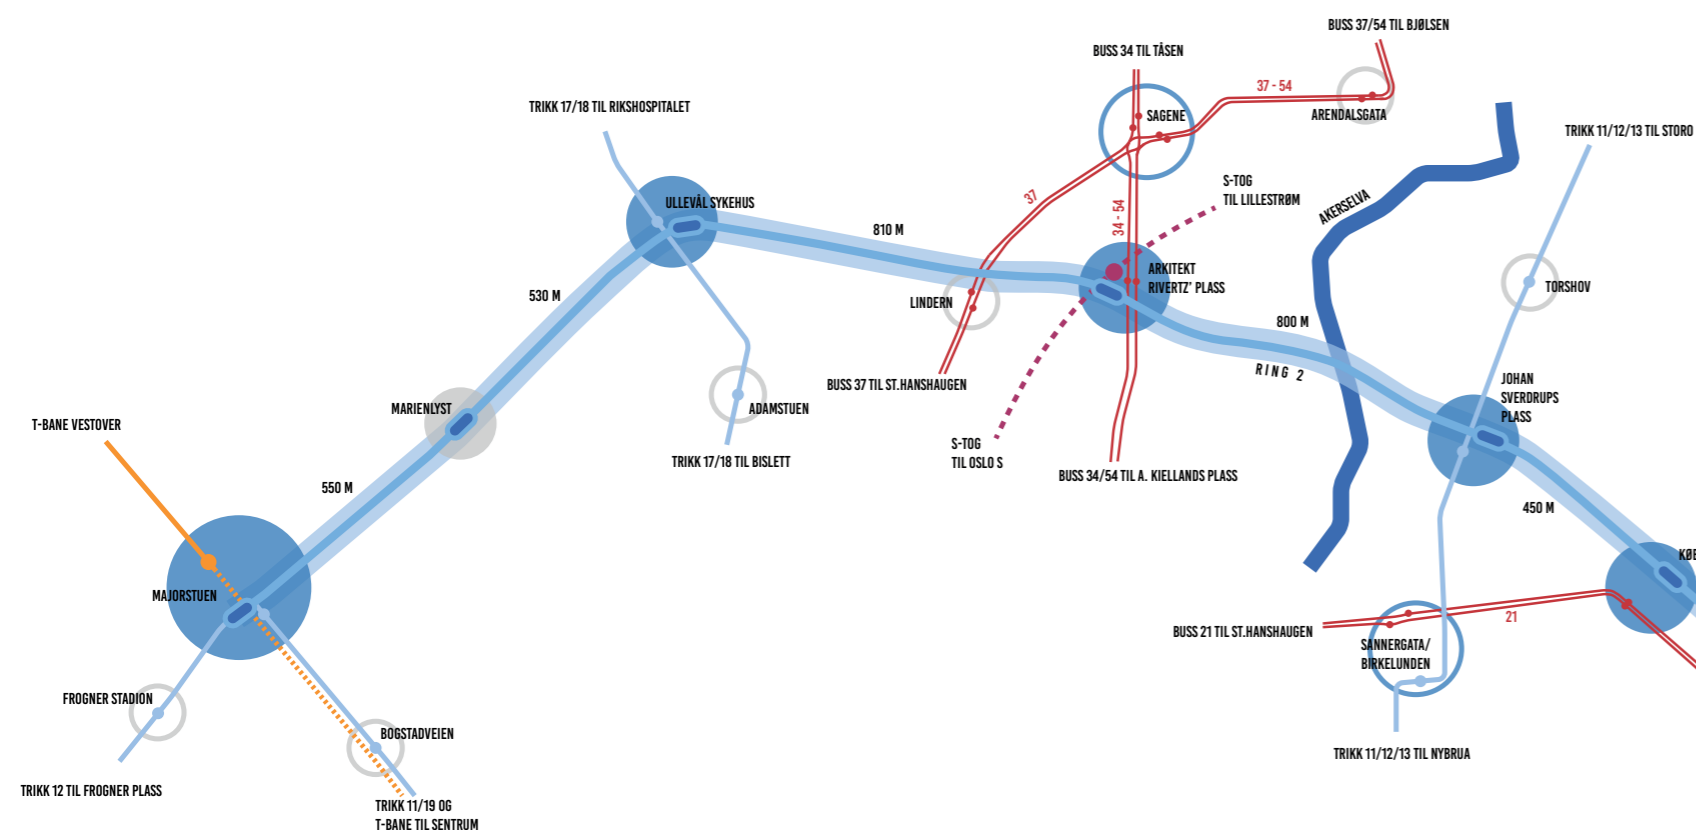 BUSS 37/54 TIL BJØLSEN
BUSS 34 TIL TÅSEN
37 - 54
TRIKK 17/18 TIL RIKSHOSPITALET
SAGENE
ARENDALSGATA
TRIKK 11/12/13 TIL STORO
S-TOG
TIL LILLESTRØM
37
ULLEVÅL SYKEHUS
34 - 54
AKERSELVA
810 M
ARKITEKT
RIVERTZ' PLASS
TORSHOV
530 M
LINDERN
800 M
RING 2
BUSS 37 TIL ST.HANSHAUGEN
JOHAN
SVERDRUPS
PLASS
MARIENLYST
ADAMSTUEN
T-BANE VESTOVER
S-TOG
TIL OSLO S
TRIKK 17/18 TIL BISLETT
BUSS 34/54 TIL A. KIELLANDS PLASS
550 M
450 M
MAJORSTUEN
21
BUSS 21 TIL ST.HANSHAUGEN
SANNERGATA/
BIRKELUNDEN
FROGNER STADION
BOGSTADVEIEN
TRIKK 11/12/13 TIL NYBRUA
TRIKK 12 TIL FROGNER PLASS
TRIKK 11/19 OG
T-BANE TIL SENTRUM